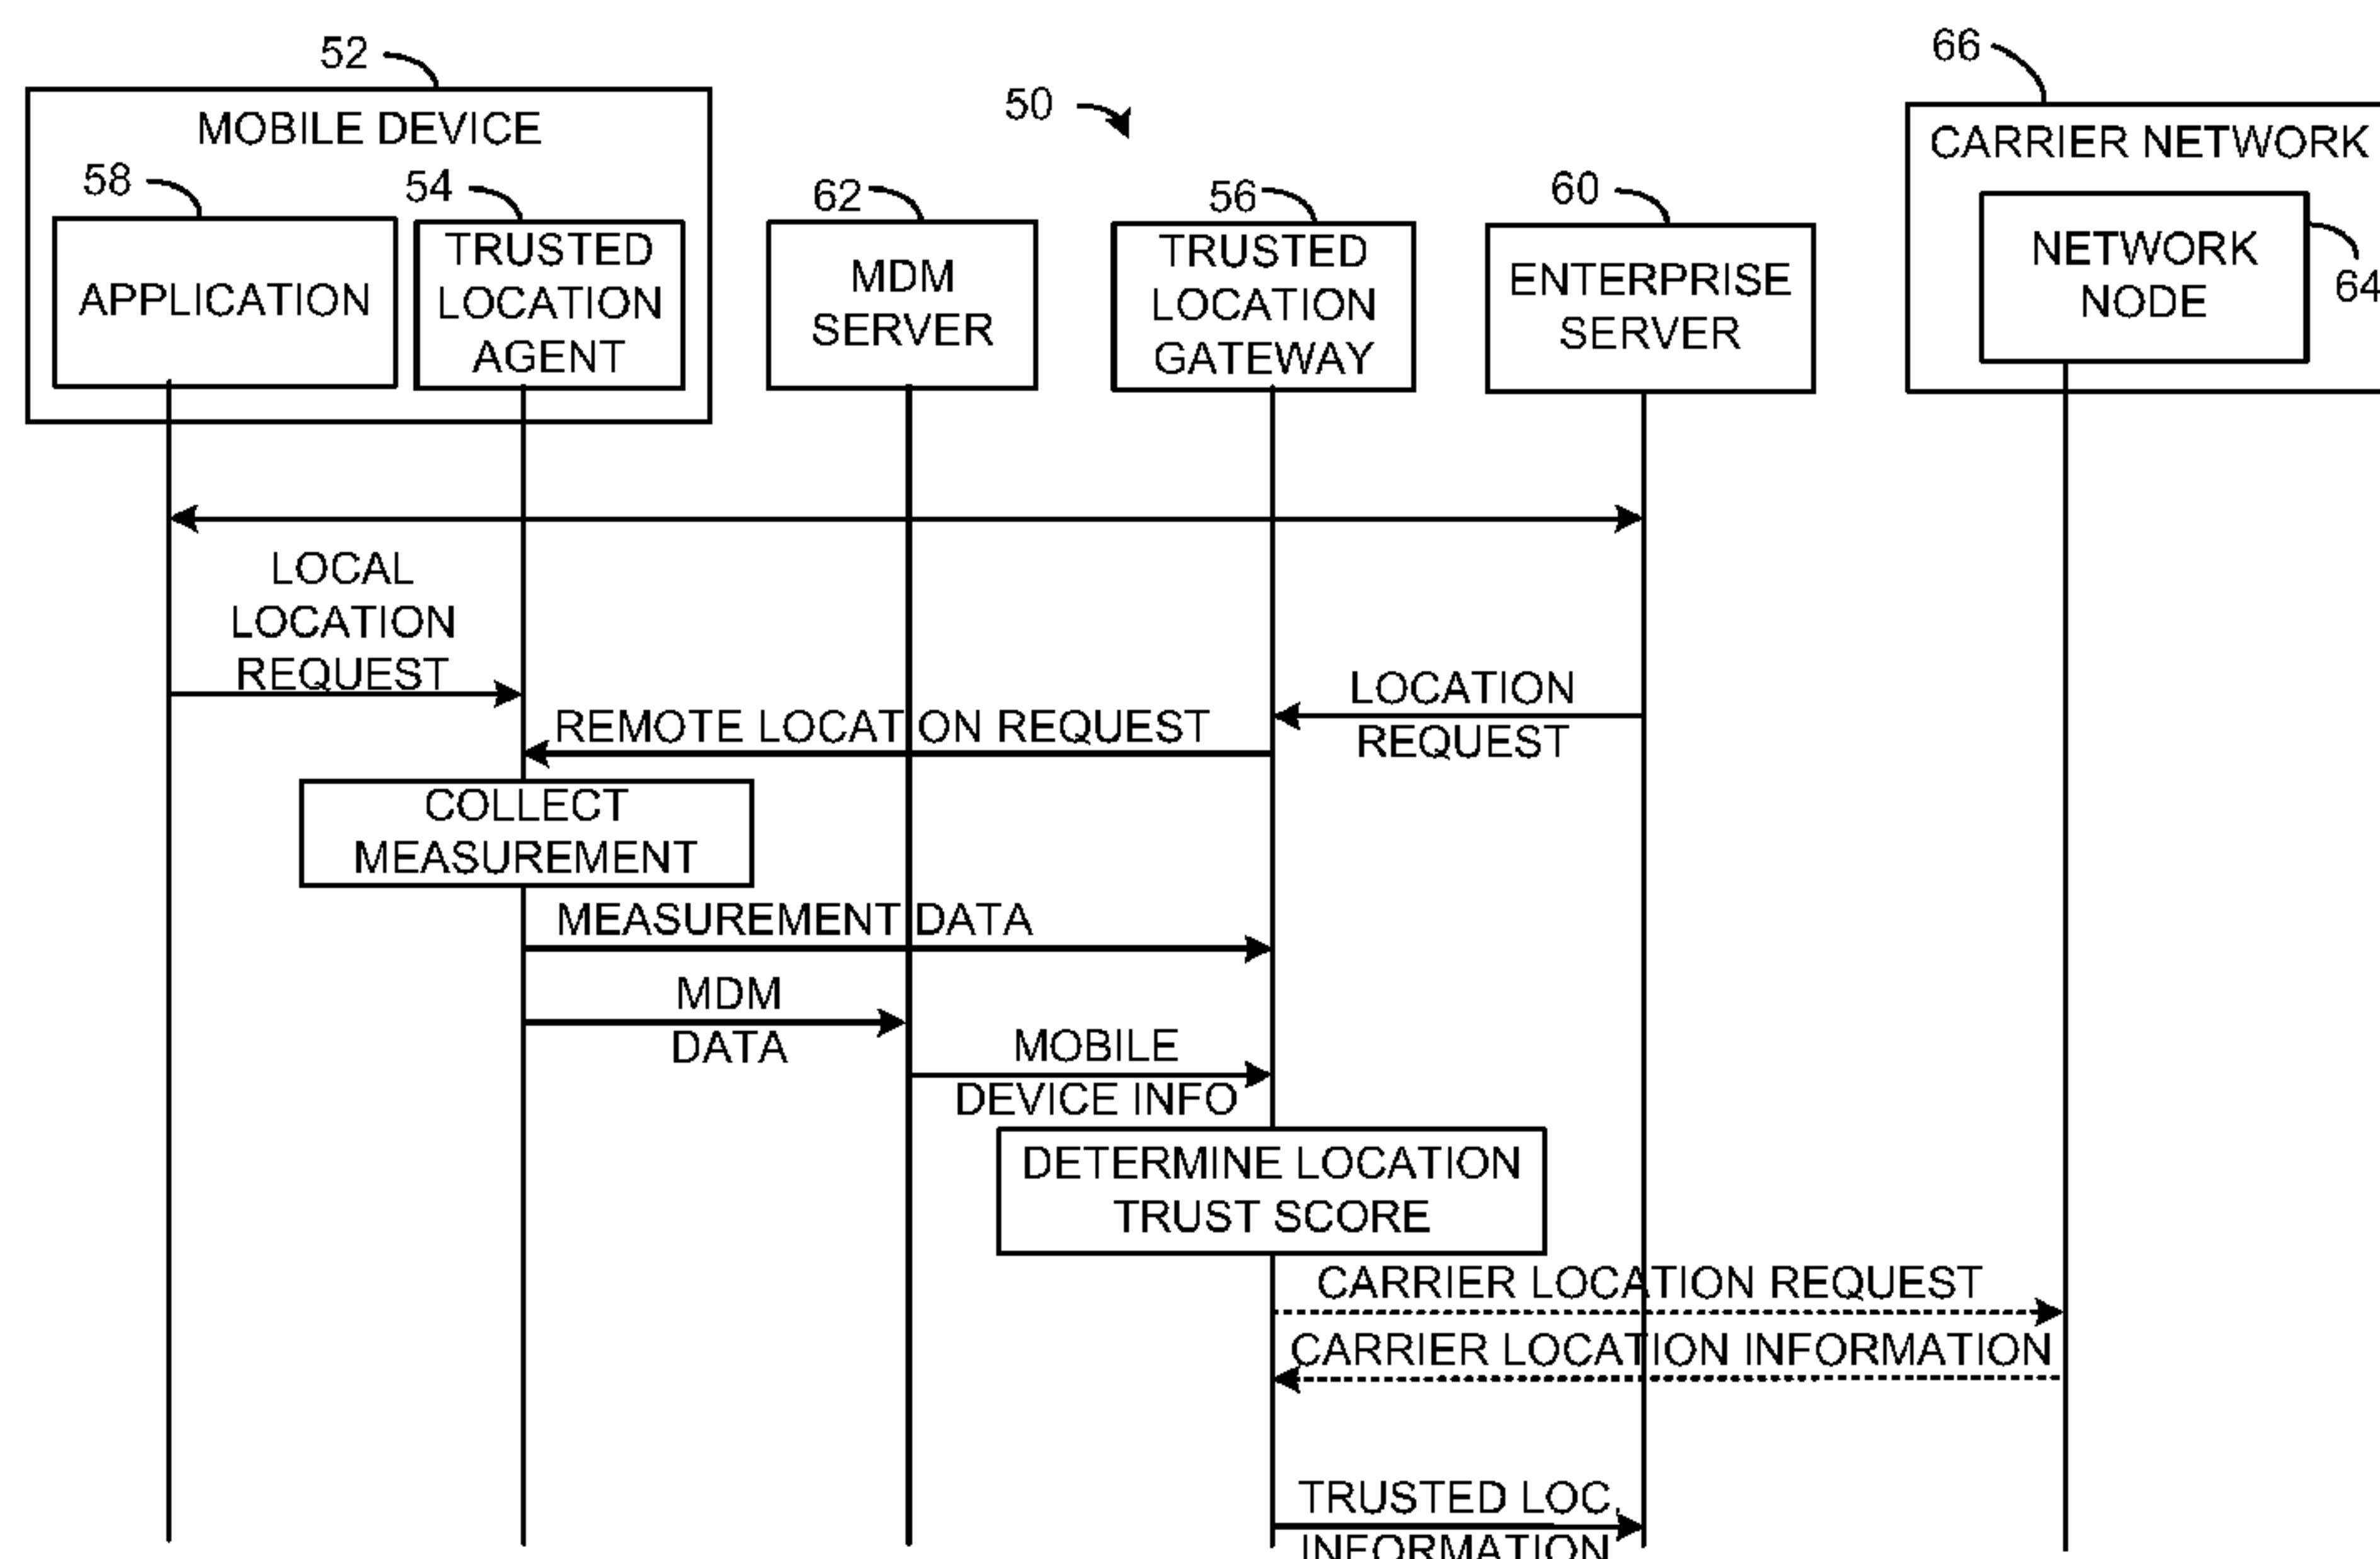 52
66
50
MOBILE DEVICE
CARRIER NETWORK
58
54
62
56
60
64
APPLICATION
TRUSTED
LOCATION
AGENT
MDM
SERVER
TRUSTED
LOCATION
GATEWAY
ENTERPRISE
SERVER
NETWORK
NODE
LOCAL
LOCATION
REQUEST
LOCATION
REQUEST
REMOTE LOCATION REQUEST
COLLECT
MEASUREMENT
MEASUREMENT DATA
MDM
DATA
MOBILE
DEVICE INFO
DETERMINE LOCATION
TRUST SCORE
CARRIER LOCATION REQUEST
CARRIER LOCATION INFORMATION
TRUSTED LOC.
INFORMATION